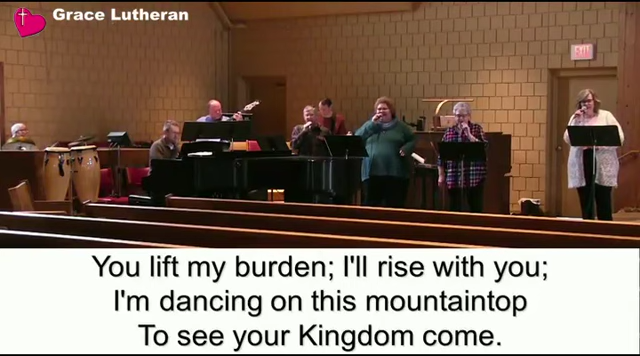 Grace Lutheran
EXIT
You lift my burden; I'll rise with you;
I'm dancing on this mountaintop
To see your Kingdom come.